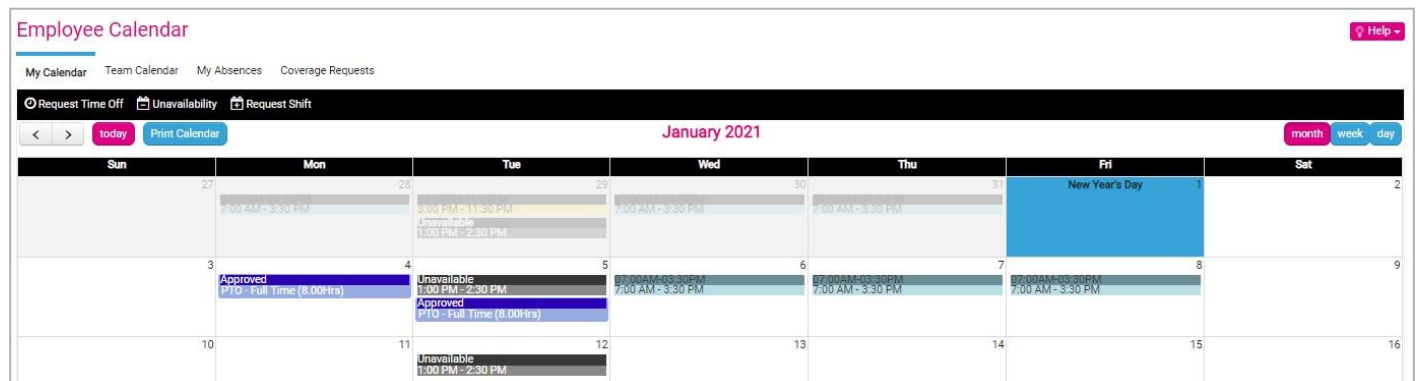 Employee Calendar
Help
My Calendar Team Calendar My Absences Coverage Requests
Request Time Off Unavailability Request Shift
< > today Print Calendar January 2021 month week day
Sun Mon Tue Wed Thu Fri Sat
27 28 29 30 31 New Year's Day 1 2
7:00 AM - 3:30 PM 3:00 PM - 11:30 PM 7:00 AM - 3:30 PM 7:00 AM - 3:30 PM
Unavailable
1:00 PM - 2:30 PM
3 4 5 6 7 8 9
Approved Unavailable 07:00AM-03:30PM 07:00AM-03:30PM 07:00AM-03:30PM
PTO - Full Time (8.00Hrs) 1:00 PM - 2:30 PM 7:00 AM - 3:30 PM 7:00 AM - 3:30 PM 7:00 AM - 3:30 PM
Approved
PTO - Full Time (8.00Hrs)
10 11 12 13 14 15 16
Unavailable
1:00 PM - 2:30 PM